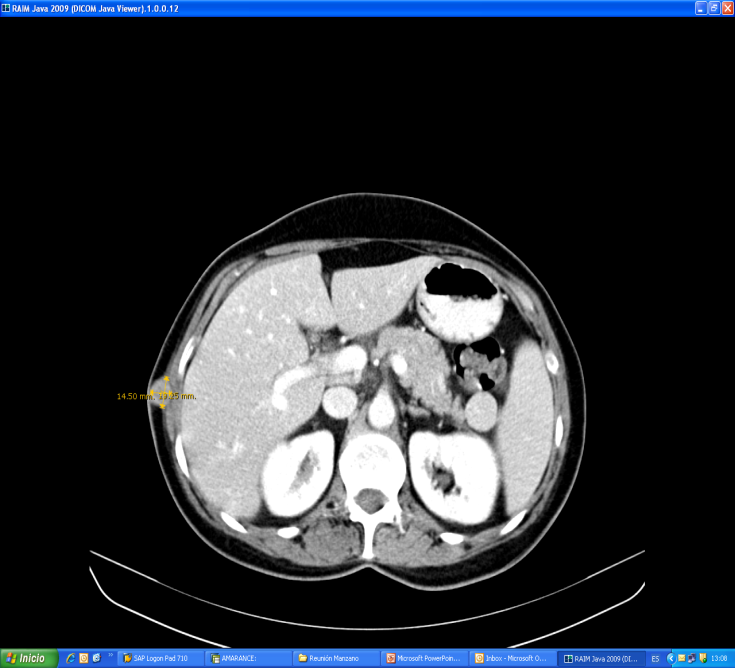 RAIM Java 2009 (DICOM Java Viewer).1.0.0.12
14.50 mm.
Inicio
SAP Logon Pad 710
AMARANCE:
Reunión Manzano
Microsoft PowerPoin...
Inbox - Microsoft O...
RAIM Java 2009 (DI...
ES
13:08